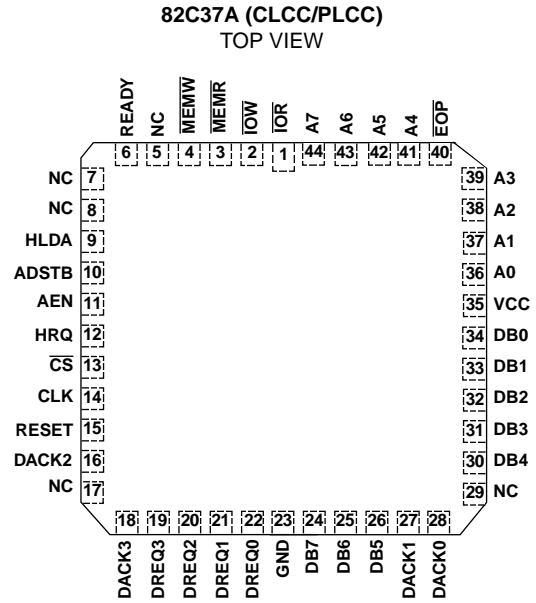 82C37A (CLCC/PLCC)
TOP VIEW
READY
NC
MEMW
MEMR
IOW
IOR
A7
A6
A5
A4
EOP
6 5 4 3 2 1 44 43 42 41 40
NC 7
NC 8
HLDA 9
ADSTB 10
AEN 11
HRQ 12
CS 13
CLK 14
RESET 15
DACK2 16
NC 17
39 A3
38 A2
37 A1
36 A0
35 VCC
34 DB0
33 DB1
32 DB2
31 DB3
30 DB4
29 NC
18 19 20 21 22 23 24 25 26 27 28
DACK3
DREQ3
DREQ2
DREQ1
DREQ0
GND
DB7
DB6
DB5
DACK1
DACK0